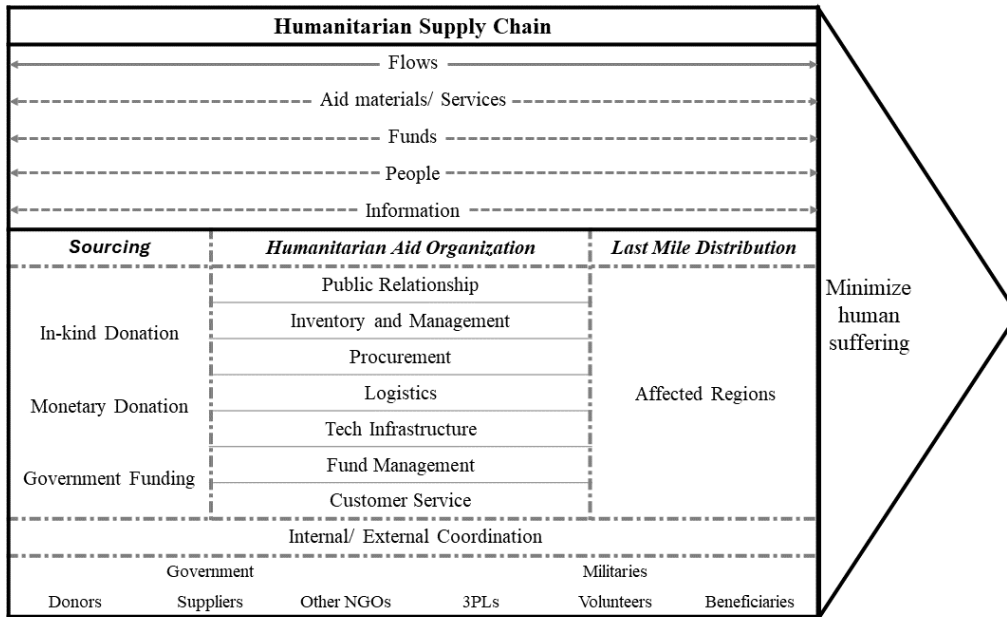 Humanitarian Supply Chain
Flows
Aid materials/ Services
Funds
People
Information
Sourcing
Humanitarian Aid Organization
Last Mile Distribution
In-kind Donation
Monetary Donation
Government Funding
Public Relationship
Inventory and Management
Procurement
Logistics
Tech Infrastructure
Fund Management
Customer Service
Affected Regions
Minimize
human
suffering
Internal/ External Coordination
Government
Militaries
Donors
Suppliers
Other NGOs
3PLs
Volunteers
Beneficiaries